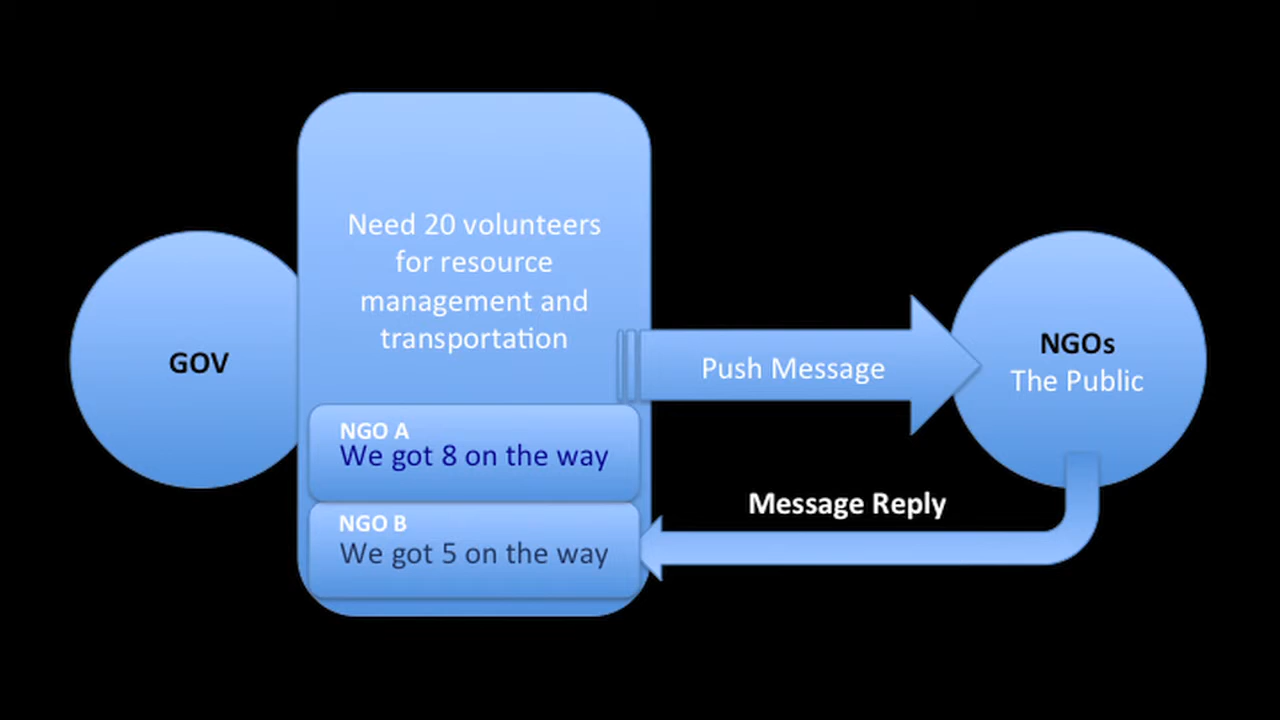 GOV
Need 20 volunteers
for resource
management and
transportation
NGO A
We got 8 on the way
NGO B
We got 5 on the way
Push Message
Message Reply
NGOs
The Public